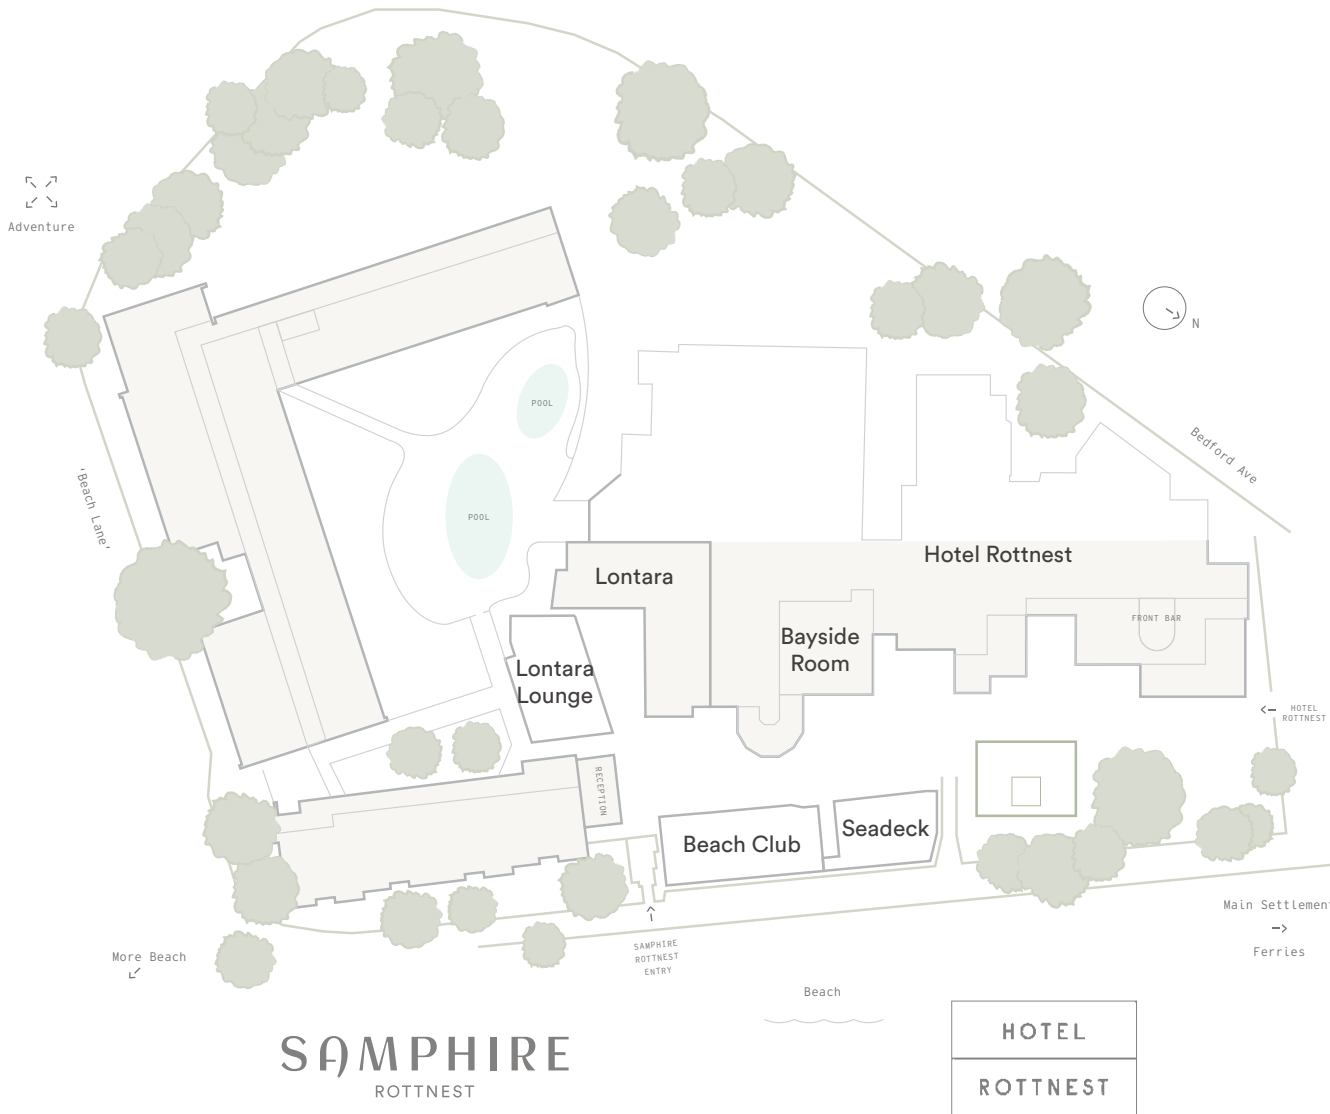 Adventure
N
POOL
Bedford Ave
'Beach Lane'
POOL
Hotel Rottnest
Lontara
FRONT BAR
Bayside
Room
Lontara
Lounge
HOTEL
ROTTNEST
RECEPTION
Seadeck
Beach Club
Main Settlement
SAMPHIRE
ROTTNEST
ENTRY
More Beach
Ferries
Beach
SAMPHIRE
ROTTNEST
HOTEL
ROTTNEST